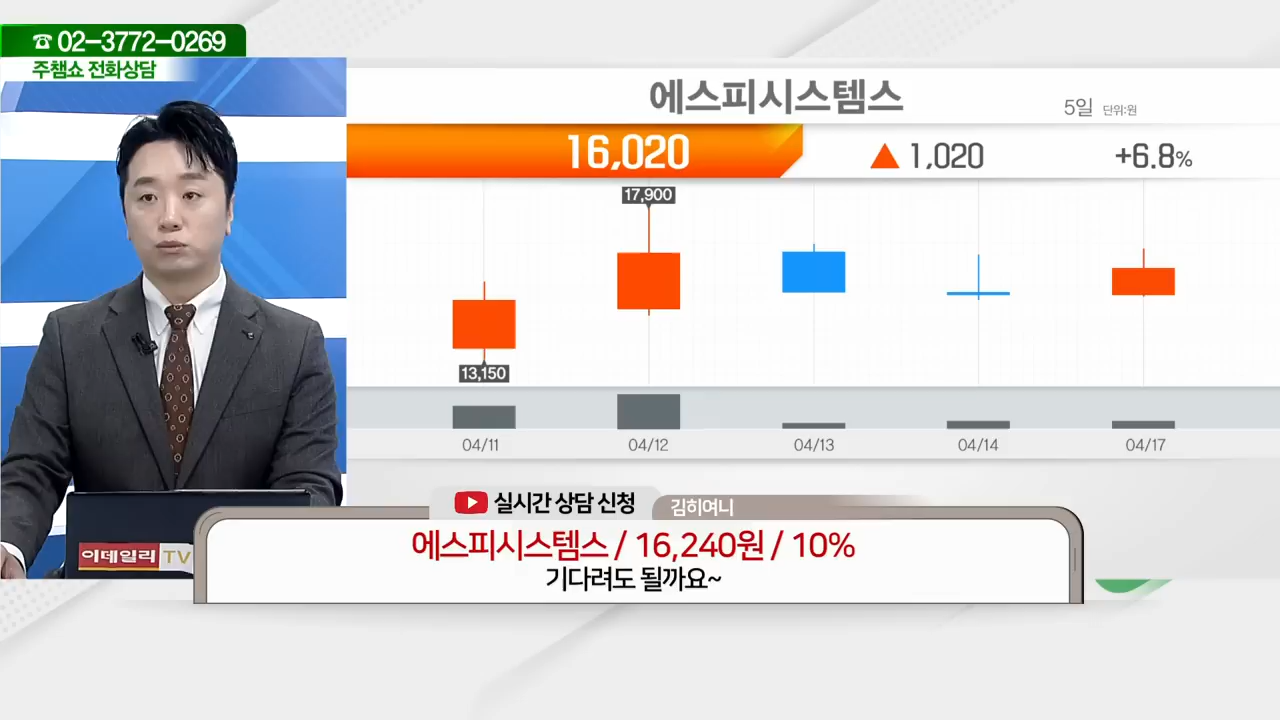 ☎ 02-3772-0269
주챔쇼 전화상담
에스피시스템스
5일 단위:원
16,020 ▲ 1,020 +6.8%
17,900
13,150
04/11 04/12 04/13 04/14 04/17
실시간 상담 신청 김히여니
에스피시스템스 / 16,240원 / 10%
기다려도 될까요~
이데일리 TV